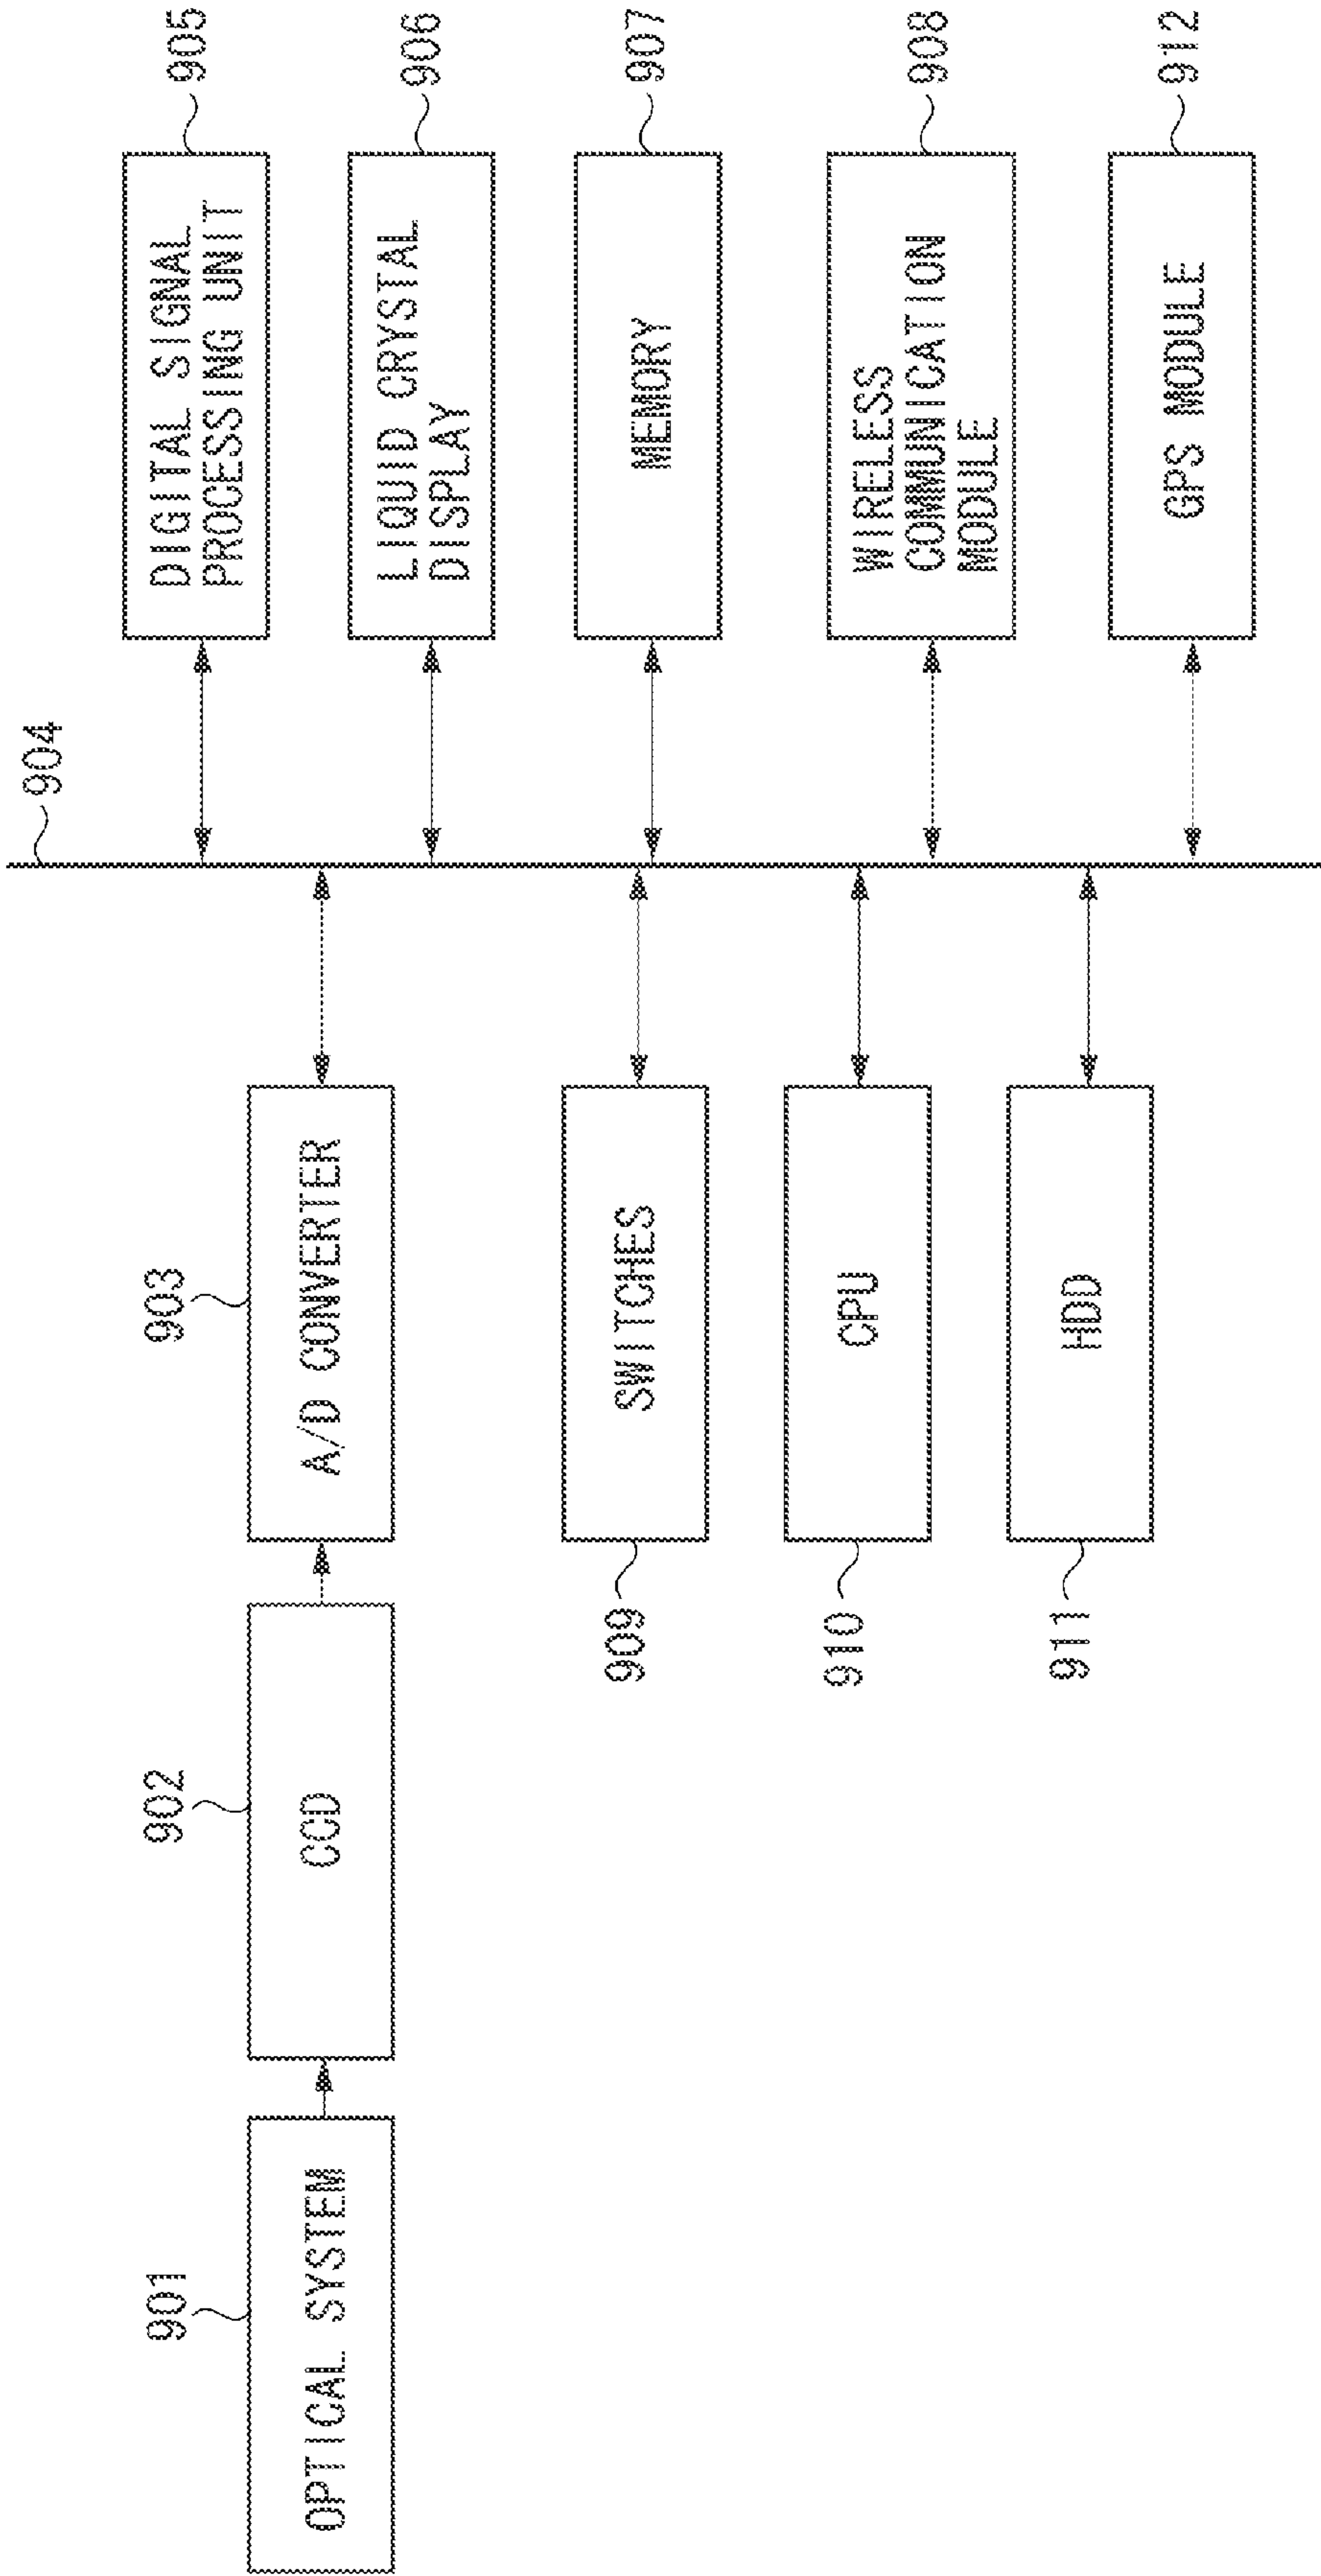 904
901
OPTICAL SYSTEM
902
CCD
903
A/D CONVERTER
905
DIGITAL SIGNAL
PROCESSING UNIT
906
LIQUID CRYSTAL
DISPLAY
909
SWITCHES
907
MEMORY
910
CPU
908
WIRELESS
COMMUNICATION
MODULE
911
HDD
912
GPS MODULE